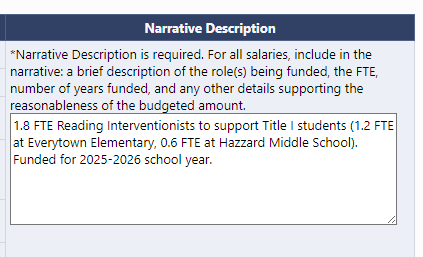 Narrative Description
*Narrative Description is required. For all salaries, include in the
narrative: a brief description of the role(s) being funded, the FTE,
number of years funded, and any other details supporting the
reasonableness of the budgeted amount.
1.8 FTE Reading Interventionists to support Title I students (1.2 FTE
at Everytown Elementary, 0.6 FTE at Hazzard Middle School).
Funded for 2025-2026 school year.